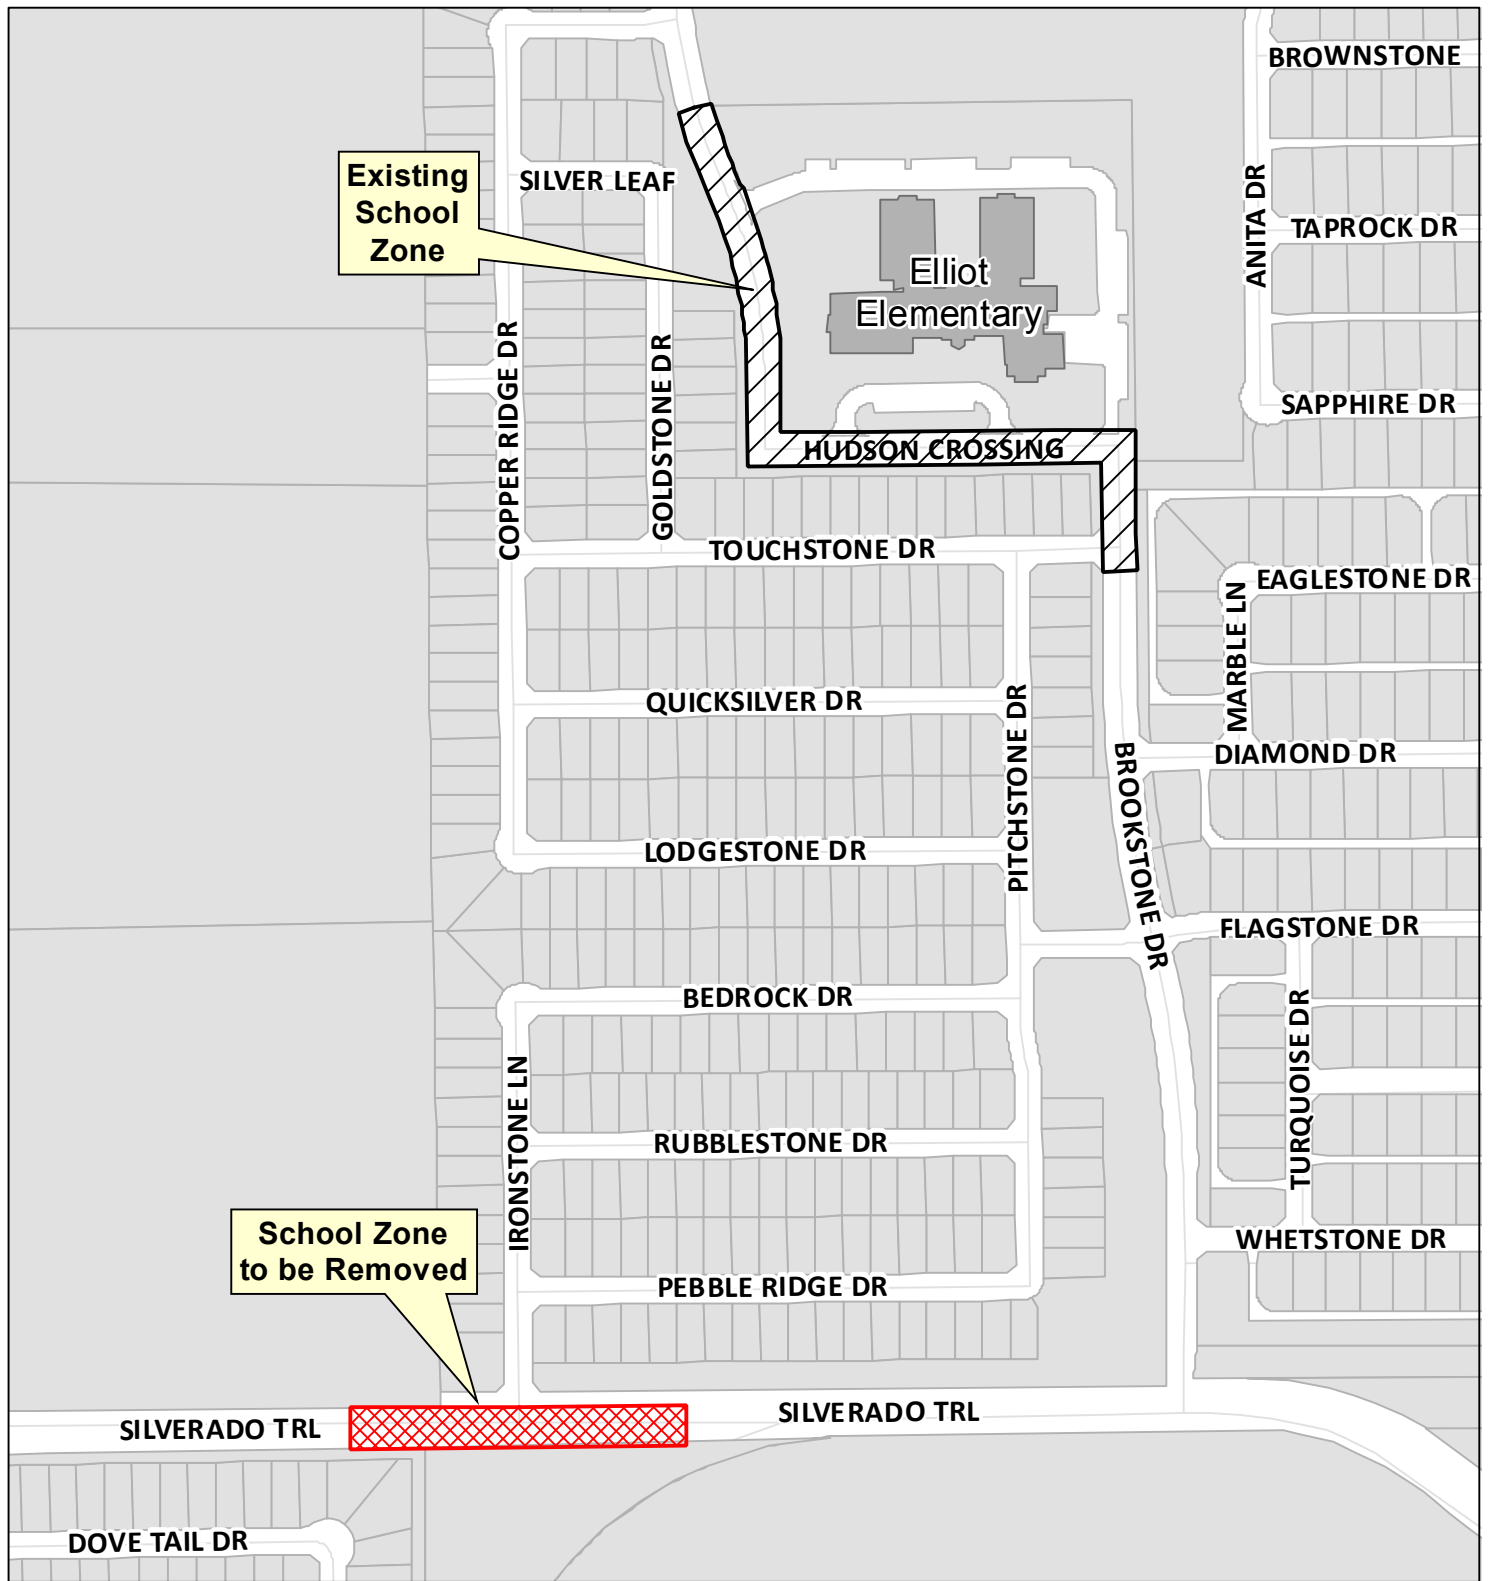 BROWNSTONE
Existing
School
Zone
SILVER LEAF
ANITA DR
TAPROCK DR
Elliot
Elementary
COPPER RIDGE DR
GOLDSTONE DR
SAPPHIRE DR
HUDSON CROSSING
TOUCHSTONE DR
EAGLESTONE DR
MARBLE LN
QUICKSILVER DR
PITCHSTONE DR
DIAMOND DR
BROOKSTONE DR
LODGESTONE DR
FLAGSTONE DR
BEDROCK DR
TURQUOISE DR
IRONSTONE LN
RUBBLESTONE DR
School Zone
to be Removed
WHETSTONE DR
PEBBLE RIDGE DR
SILVERADO TRL
SILVERADO TRL
DOVE TAIL DR